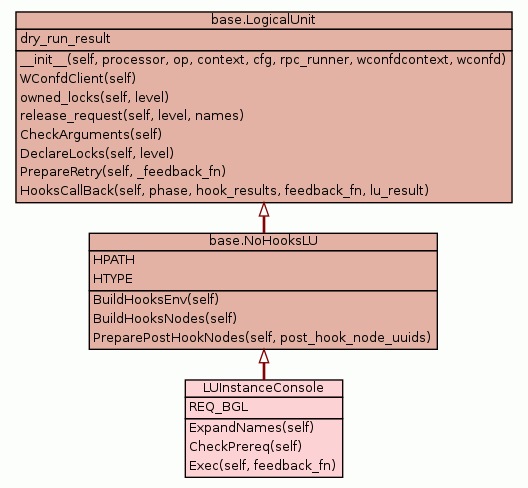 base.LogicalUnit
dry_run_result
__init__(self, processor, op, context, cfg, rpc_runner, wconfdcontext, wconfd)
WConfdClient(self)
owned_locks(self, level)
release_request(self, level, names)
CheckArguments(self)
DeclareLocks(self, level)
PrepareRetry(self, _feedback_fn)
HooksCallBack(self, phase, hook_results, feedback_fn, lu_result)
base.NoHooksLU
HPATH
HTYPE
BuildHooksEnv(self)
BuildHooksNodes(self)
PreparePostHookNodes(self, post_hook_node_uuids)
LUInstanceConsole
REQ_BGL
ExpandNames(self)
CheckPrereq(self)
Exec(self, feedback_fn)